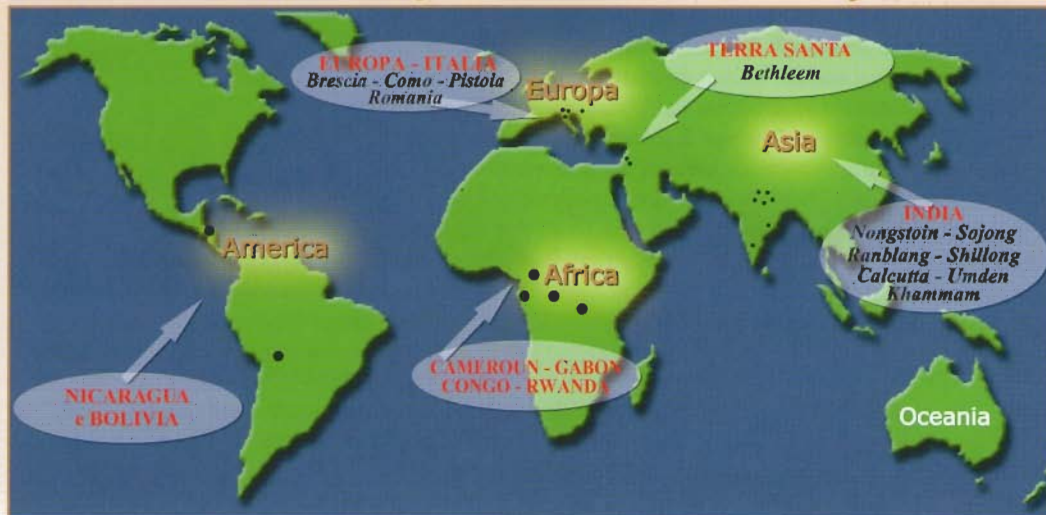 EUROPA - ITALIA
Brescia - Como - Pistoia
Romania
TERRA SANTA
Bethleem
Europa
Asia
INDIA
Nongstoin - Sojong
Ranblang - Shillong
Calcutta - Umden
Khammam
America
Africa
CAMEROUN - GABON
CONGO - RWANDA
NICARAGUA
e BOLIVIA
Oceania